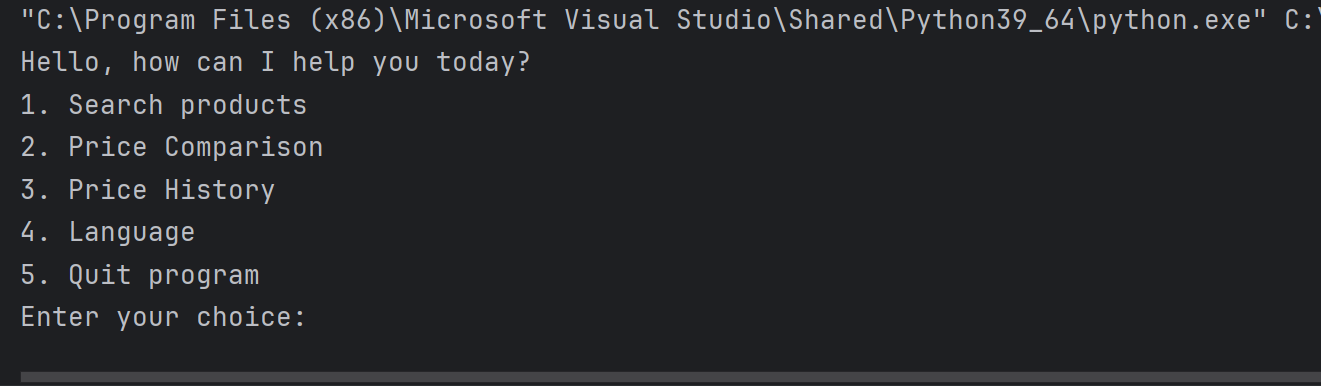 "C:\Program Files (x86)\Microsoft Visual Studio\Shared\Python39_64\python.exe" C:\
Hello, how can I help you today?
1. Search products
2. Price Comparison
3. Price History
4. Language
5. Quit program
Enter your choice: